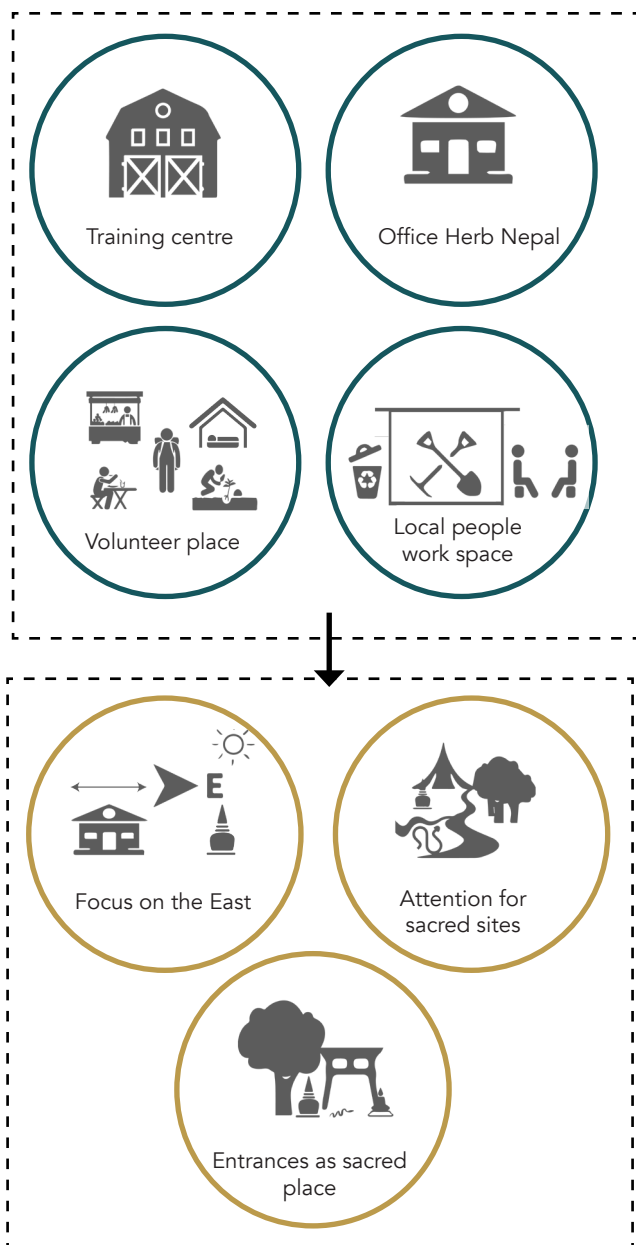 Training centre
Office Herb Nepal
Volunteer place
Local people
work space
E
Focus on the East
Attention for
sacred sites
Entrances as sacred
place